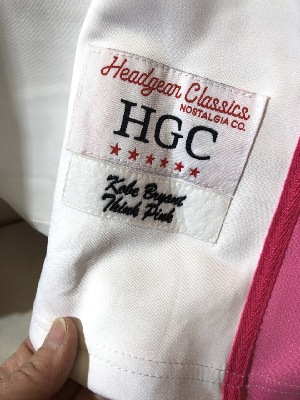 Headgear Classics
NOSTALGIA CO.
HGC
Kobe Bryant
Think Pink